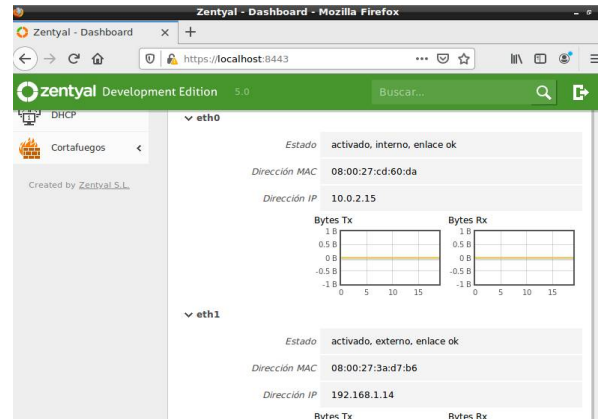 Zentyal - Dashboard - Mozilla Firefox
Zentyal - Dashboard
https://localhost:8443
zentyal Development Edition 5.0
Buscar...
DHCP
Cortafuegos
Created by Zentyal S.L.
eth0
Estado activado, interno, enlace ok
Dirección MAC 08:00:27:cd:60:da
Dirección IP 10.0.2.15
Bytes Tx Bytes Rx
1 B 1 B
0.5 B 0.5 B
0 B 0 B
-0.5 B -0.5 B
-1 B -1 B
0 5 10 15 0 5 10 15
eth1
Estado activado, externo, enlace ok
Dirección MAC 08:00:27:3a:d7:b6
Dirección IP 192.168.1.14
Bytes Tx Bytes Rx